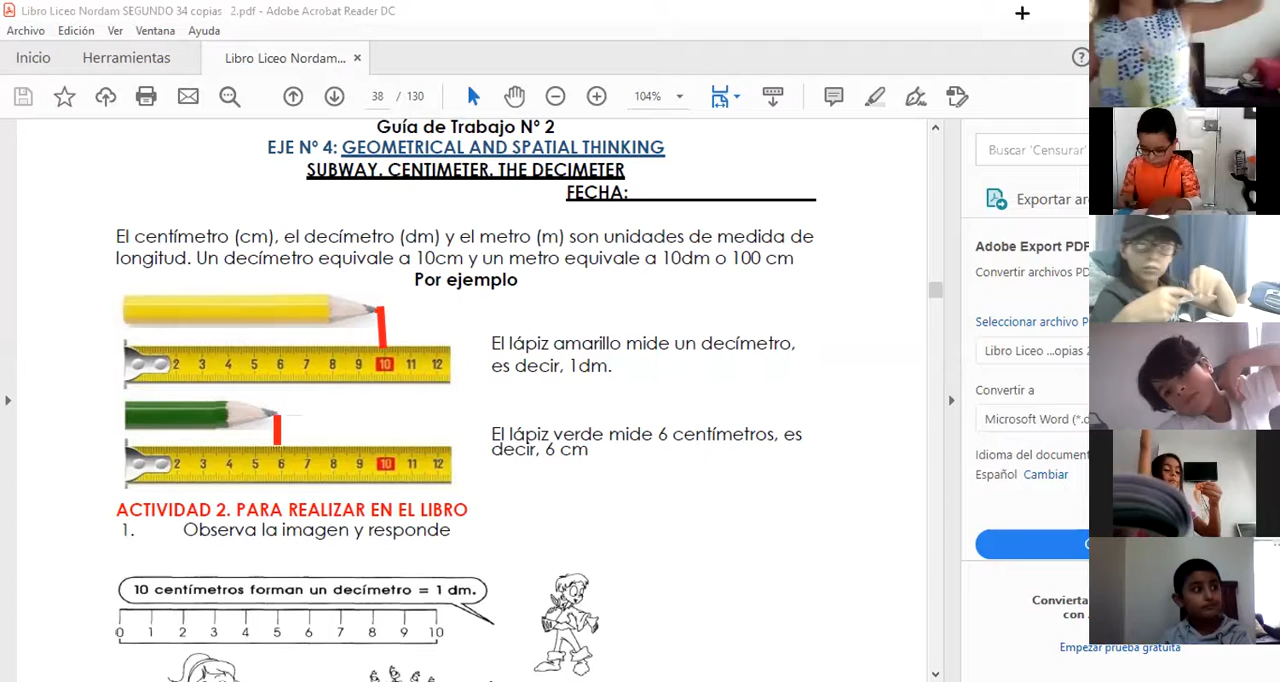 Libro Liceo Nordam SEGUNDO 34 copias 2.pdf - Adobe Acrobat Reader DC
Archivo Edición Ver Ventana Ayuda
Inicio Herramientas Libro Liceo Nordam... ×
38 / 130 104%
Guía de Trabajo N° 2
EJE N° 4: GEOMETRICAL AND SPATIAL THINKING
SUBWAY, CENTIMETER, THE DECIMETER
FECHA:
El centímetro (cm), el decímetro (dm) y el metro (m) son unidades de medida de
longitud. Un decímetro equivale a 10cm y un metro equivale a 10dm o 100 cm
Por ejemplo
2 3 4 5 6 7 8 9 10 11 12
El lápiz amarillo mide un decímetro,
es decir, 1dm.
2 3 4 5 6 7 8 9 10 11 12
El lápiz verde mide 6 centímetros, es
decir, 6 cm
ACTIVIDAD 2. PARA REALIZAR EN EL LIBRO
1. Observa la imagen y responde
10 centímetros forman un decímetro = 1 dm.
0 1 2 3 4 5 6 7 8 9 10
Buscar 'Censurar'
Exportar ar
Adobe Export PDF
Convertir archivos PD
Seleccionar archivo P
Libro Liceo ...opias 2
Convertir a
Microsoft Word (*.d
Idioma del document
Español Cambiar
Convierta
con
Empezar prueba gratuita